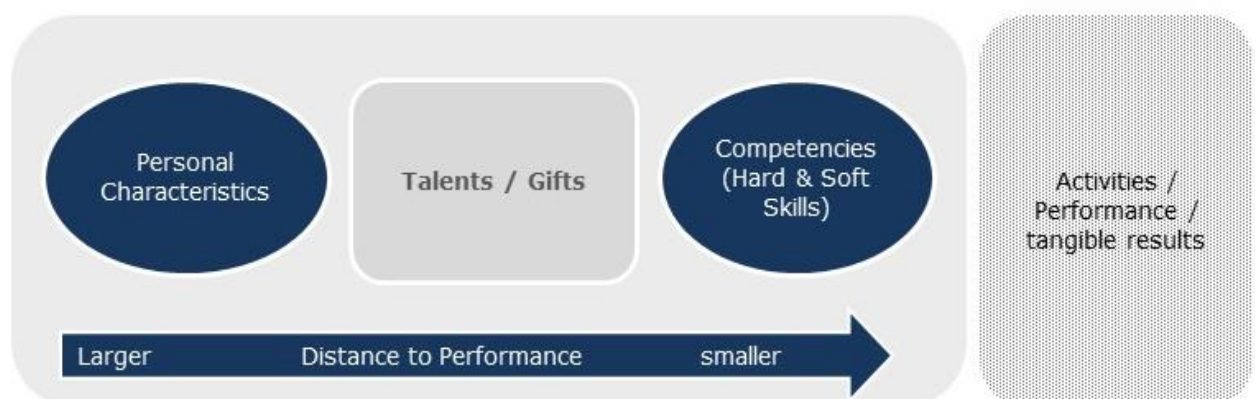 Personal
Characteristics
Talents / Gifts
Competencies
(Hard & Soft
Skills)
Activities /
Performance /
tangible results
Larger Distance to Performance smaller